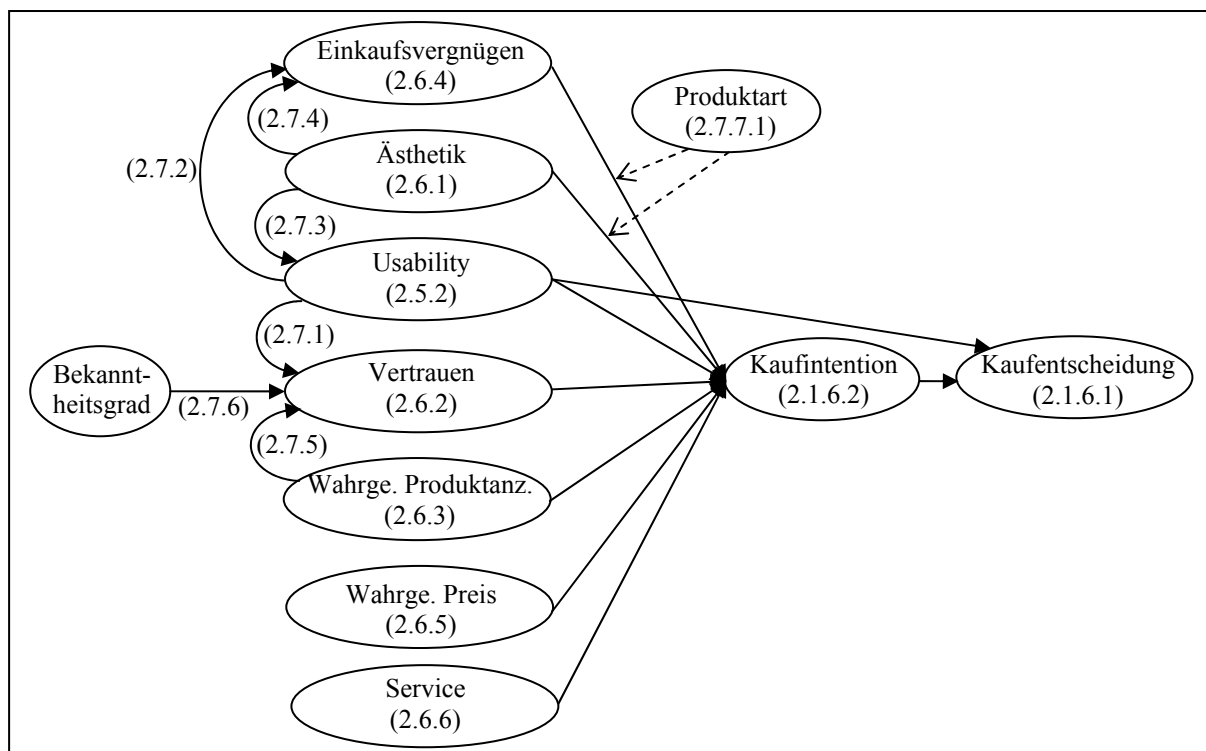 Einkaufsvergnügen
(2.6.4)
Produktart
(2.7.7.1)
(2.7.4)
(2.7.2)
Ästhetik
(2.6.1)
(2.7.3)
Usability
(2.5.2)
(2.7.1)
Bekannt-
heitsgrad
(2.7.6)
Vertrauen
(2.6.2)
Kaufintention
(2.1.6.2)
Kaufentscheidung
(2.1.6.1)
(2.7.5)
Wahrge. Produktanz.
(2.6.3)
Wahrge. Preis
(2.6.5)
Service
(2.6.6)